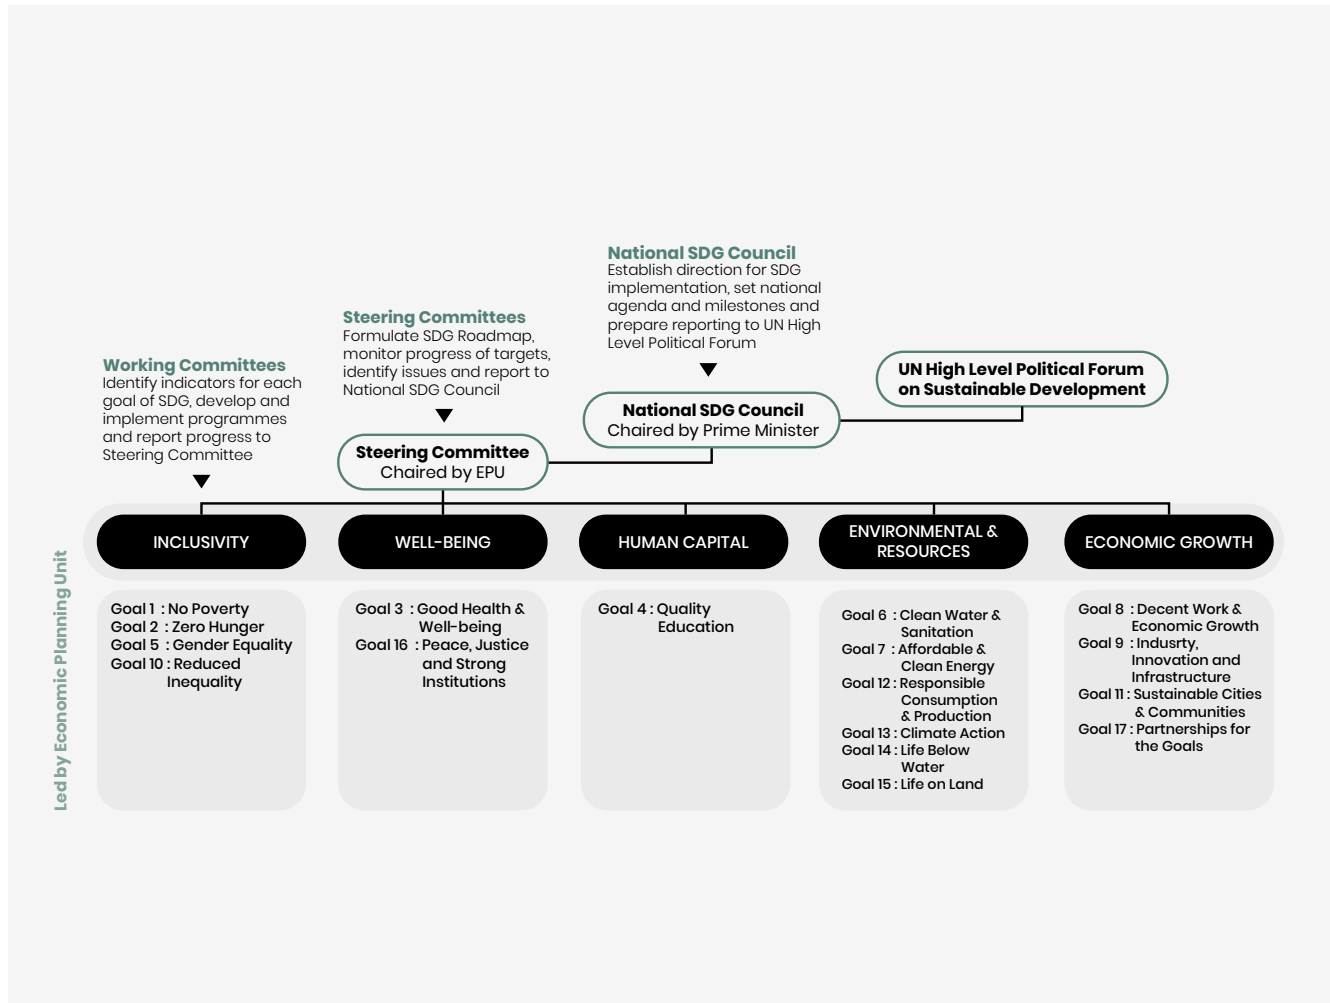 National SDG Council
Establish direction for SDG
implementation, set national
agenda and milestones and
prepare reporting to UN High
Level Political Forum
Steering Committees
Formulate SDG Roadmap,
monitor progress of targets,
identify issues and report to
National SDG Council
Working Committees
Identify indicators for each
goal of SDG, develop and
implement programmes
and report progress to
Steering Committee
UN High Level Political Forum
on Sustainable Development
National SDG Council
Chaired by Prime Minister
Steering Committee
Chaired by EPU
Led by Economic Planning Unit
INCLUSIVITY
Goal 1 : No Poverty
Goal 2 : Zero Hunger
Goal 5 : Gender Equality
Goal 10 : Reduced
Inequality
WELL-BEING
Goal 3 : Good Health &
Well-being
Goal 16 : Peace, Justice
and Strong
Institutions
HUMAN CAPITAL
Goal 4 : Quality
Education
ENVIRONMENTAL &
RESOURCES
Goal 6 : Clean Water &
Sanitation
Goal 7 : Affordable &
Clean Energy
Goal 12 : Responsible
Consumption
& Production
Goal 13 : Climate Action
Goal 14 : Life Below
Water
Goal 15 : Life on Land
ECONOMIC GROWTH
Goal 8 : Decent Work &
Economic Growth
Goal 9 : Indusrty,
Innovation and
Infrastructure
Goal 11 : Sustainable Cities
& Communities
Goal 17 : Partnerships for
the Goals